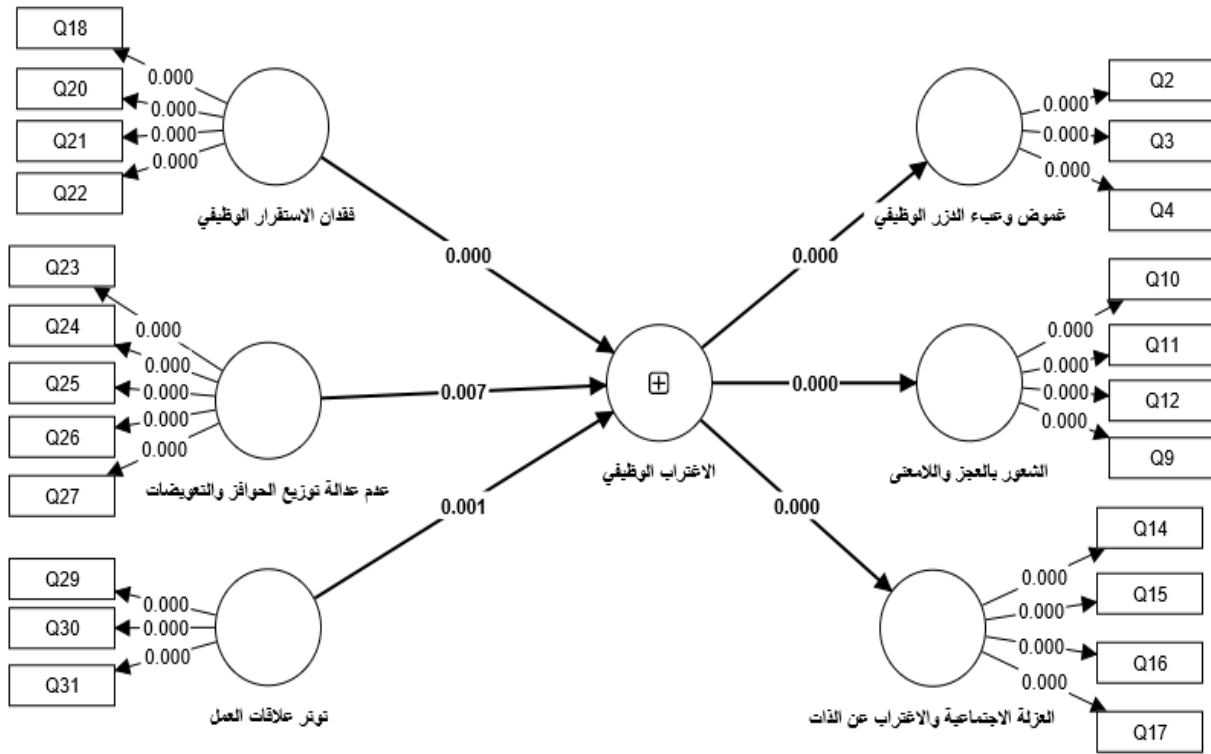 Q18
0.000
Q20
0.000
Q21
0.000
Q22
0.000
فقدان الاستقرار الوظيفي
0.000
Q23
0.000
Q24
0.000
Q25
0.000
Q26
0.000
Q27
0.000
عدم عدالة توزيع الحوافز والتعويضات
0.007
Q29
0.000
Q30
0.000
Q31
0.000
توتر علاقات العمل
0.001
الاغتراب الوظيفي
0.000
Q2
0.000
Q3
0.000
Q4
0.000
غموض وعبء الدزر الوظيفي
0.000
Q10
0.000
Q11
0.000
Q12
0.000
Q9
0.000
الشعور بالعجز واللامعنى
0.000
Q14
0.000
Q15
0.000
Q16
0.000
Q17
0.000
العزلة الاجتماعية والاغتراب عن الذات